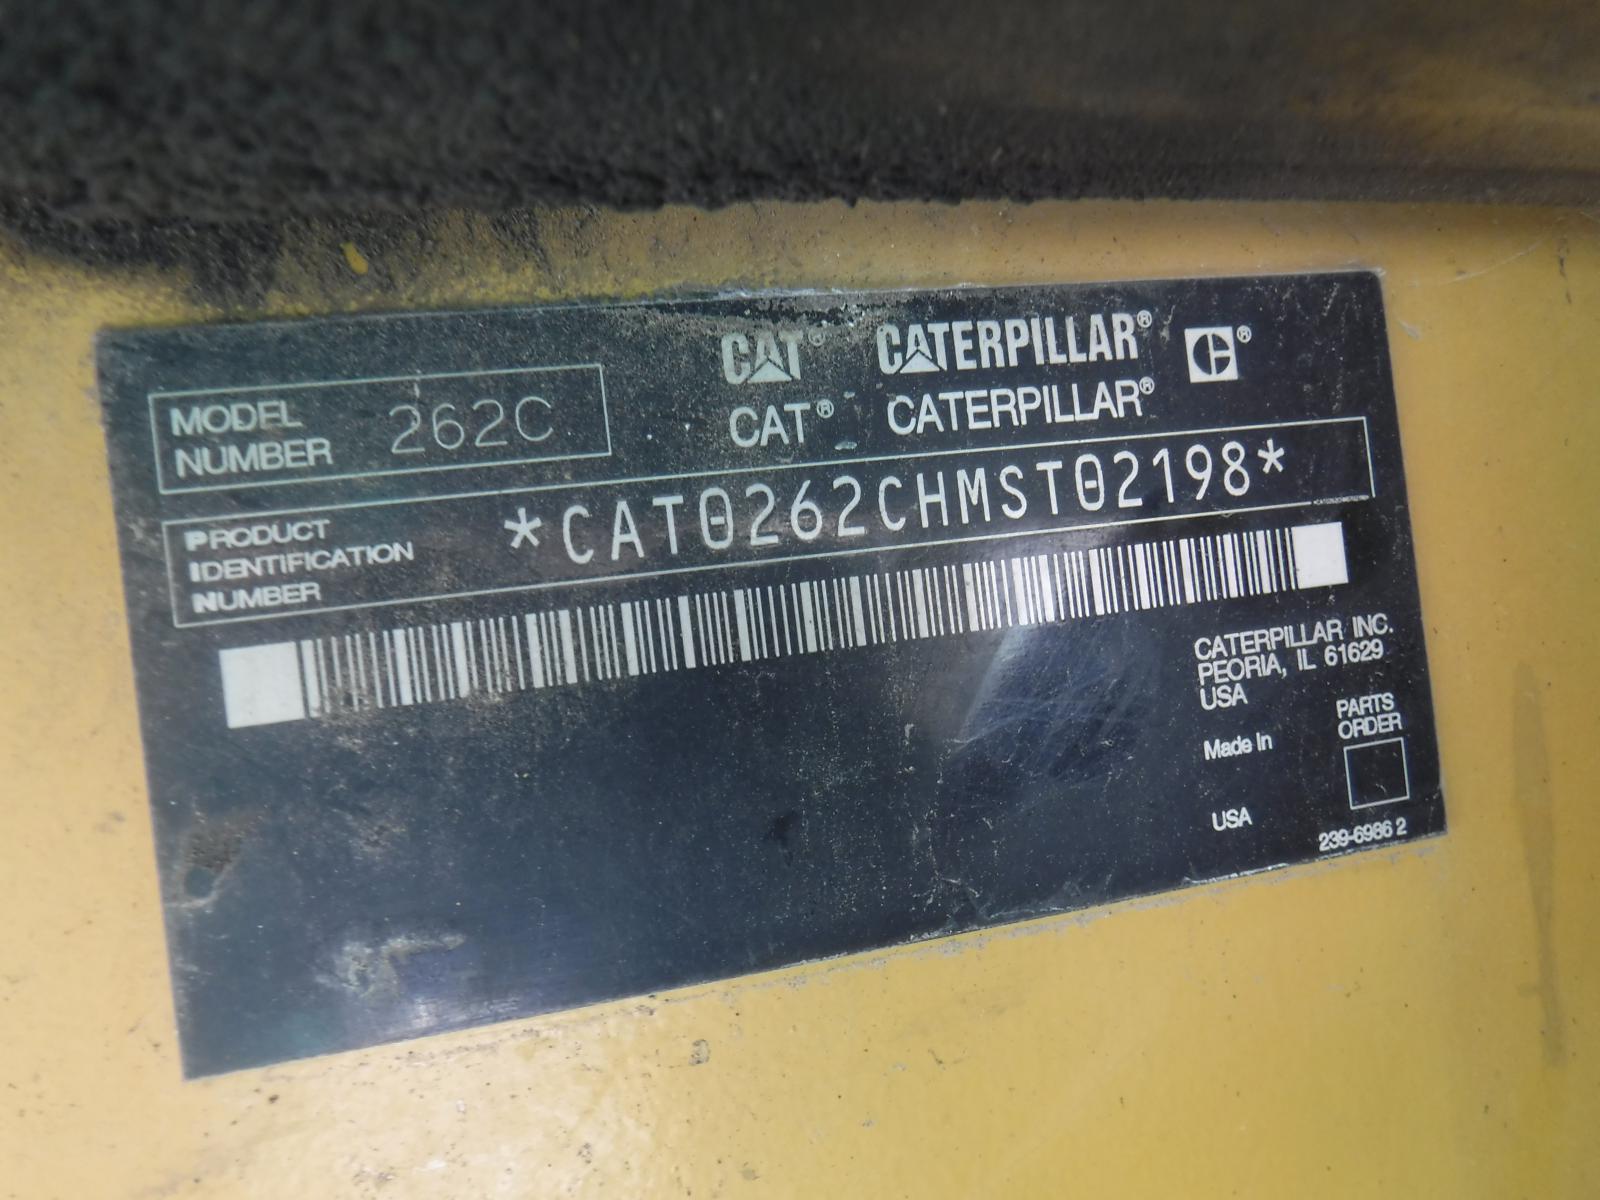 CAT® CATERPILLAR® C®
CAT® CATERPILLAR®
MODEL
NUMBER 262C
PRODUCT
IDENTIFICATION
NUMBER
*CAT0262CHMST02198*
CATERPILLAR INC.
PEORIA, IL 61629
USA
Made in
USA
PARTS
ORDER
239-6986 2